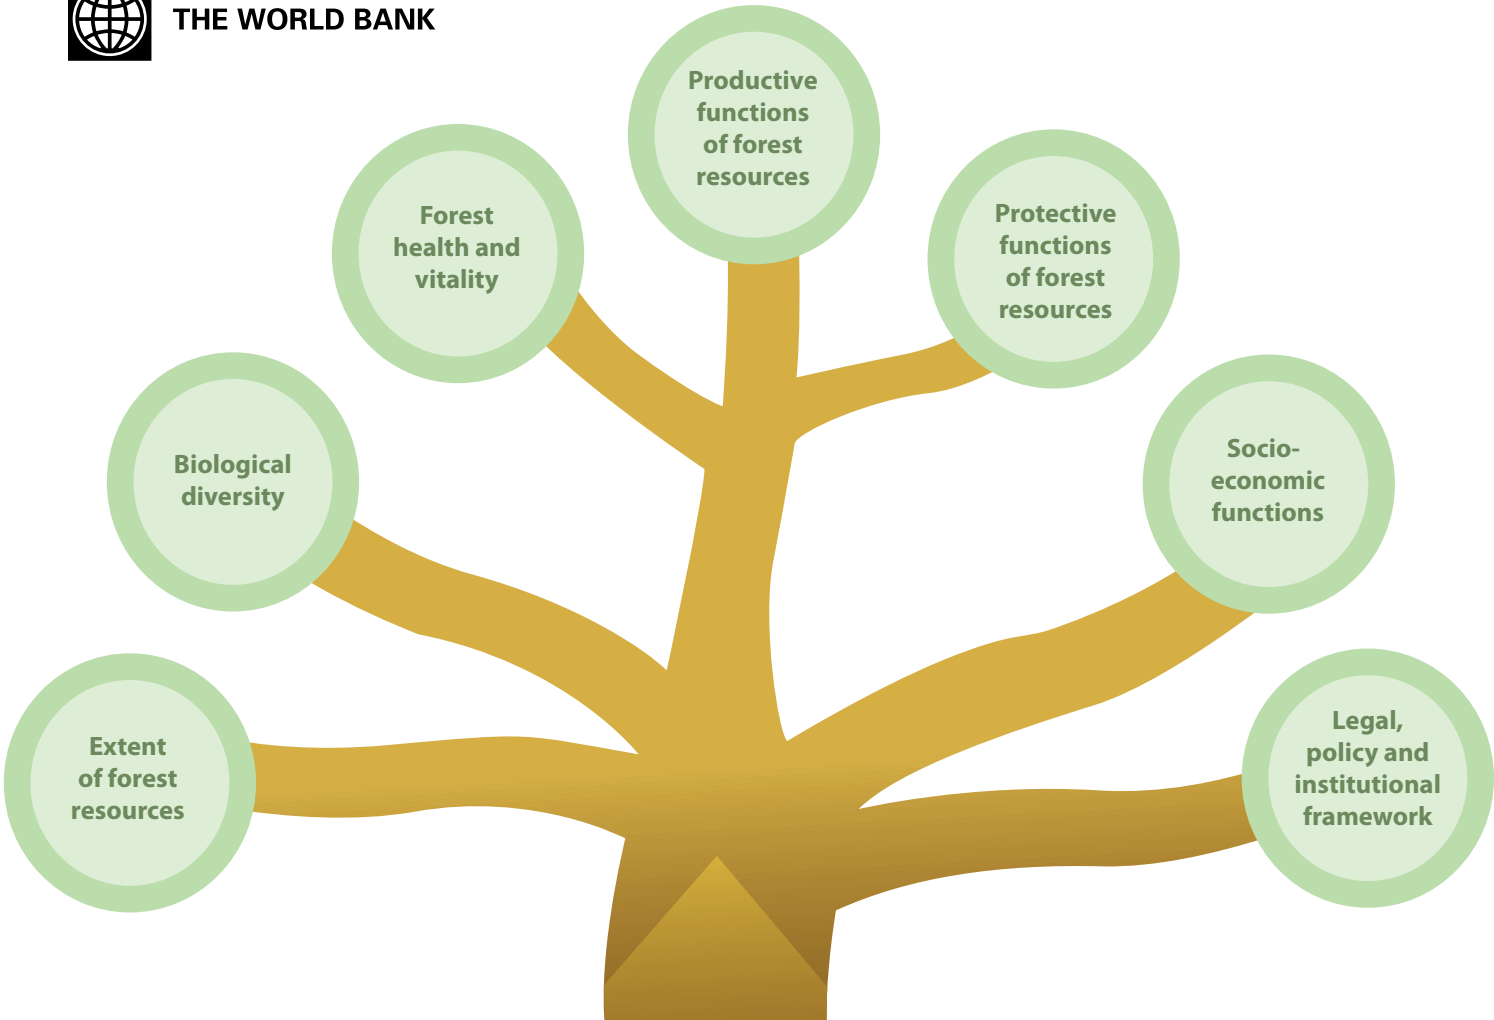 THE WORLD BANK
Productive
functions
of forest
resources
Forest
health and
vitality
Protective
functions
of forest
resources
Biological
diversity
Socio-
economic
functions
Extent
of forest
resources
Legal,
policy and
institutional
framework